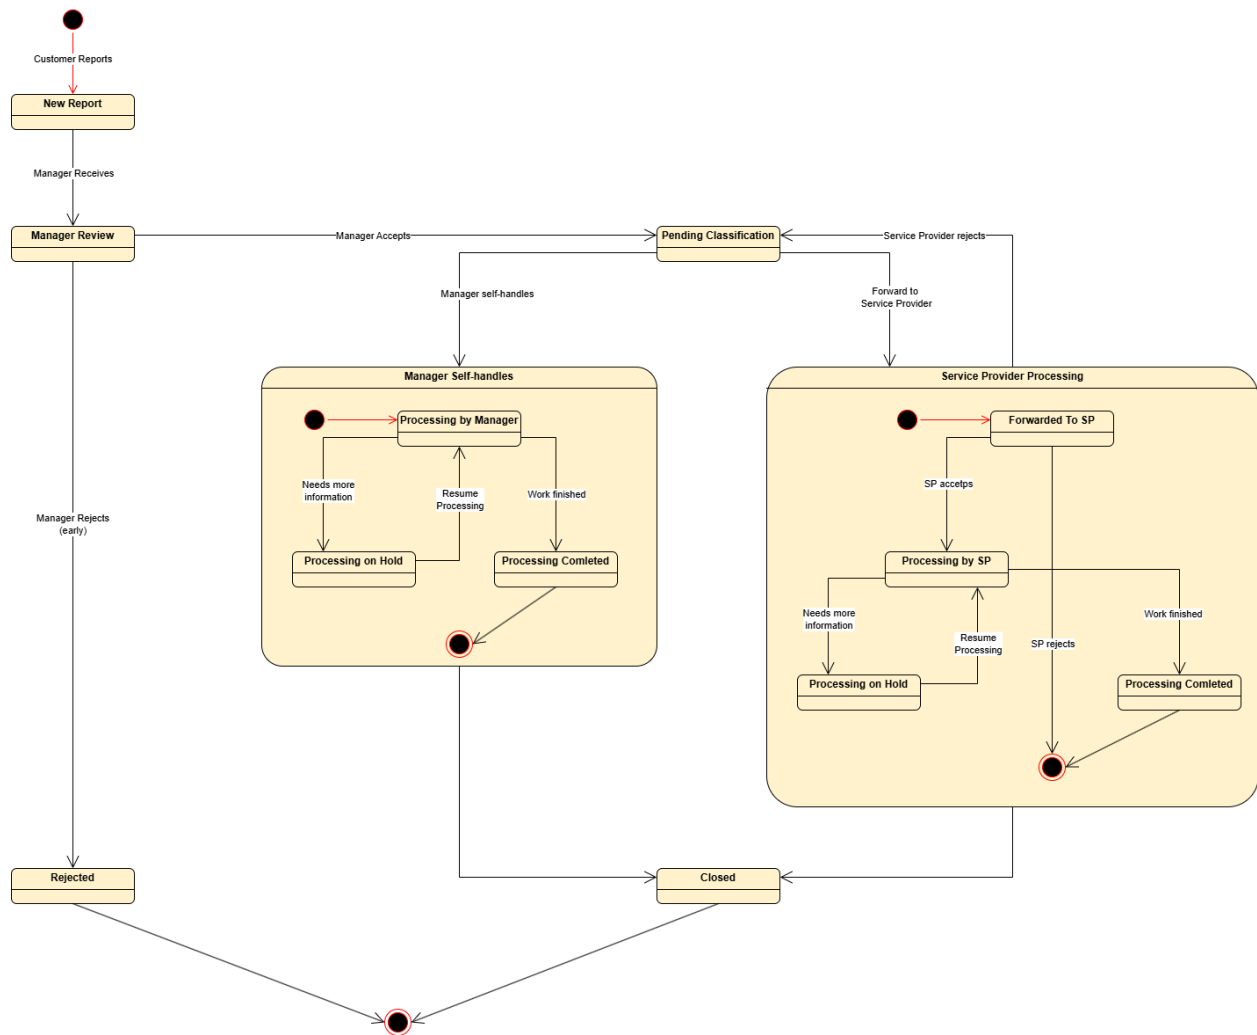 Customer Reports
New Report
Manager Receives
Manager Review
Manager Accepts
Pending Classification
Service Provider rejects
Manager self-handles
Forward to
Service Provider
Manager Self-handles
Service Provider Processing
Processing by Manager
Forwarded To SP
Needs more
information
Resume
Processing
Work finished
SP accetps
Manager Rejects
(early)
Processing on Hold
Processing Comleted
Processing by SP
Needs more
information
Resume
Processing
SP rejects
Work finished
Processing on Hold
Processing Comleted
Rejected
Closed